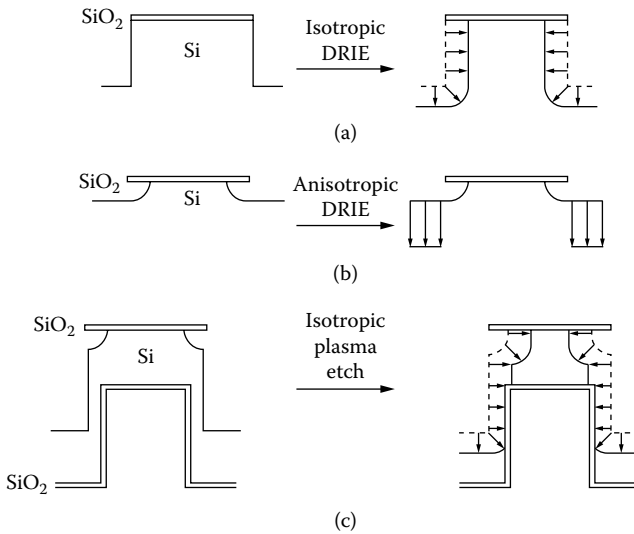 SiO2
Si
Isotropic
DRIE
(a)
SiO2
Si
Anisotropic
DRIE
(b)
SiO2
Si
Isotropic
plasma
etch
SiO2
(c)